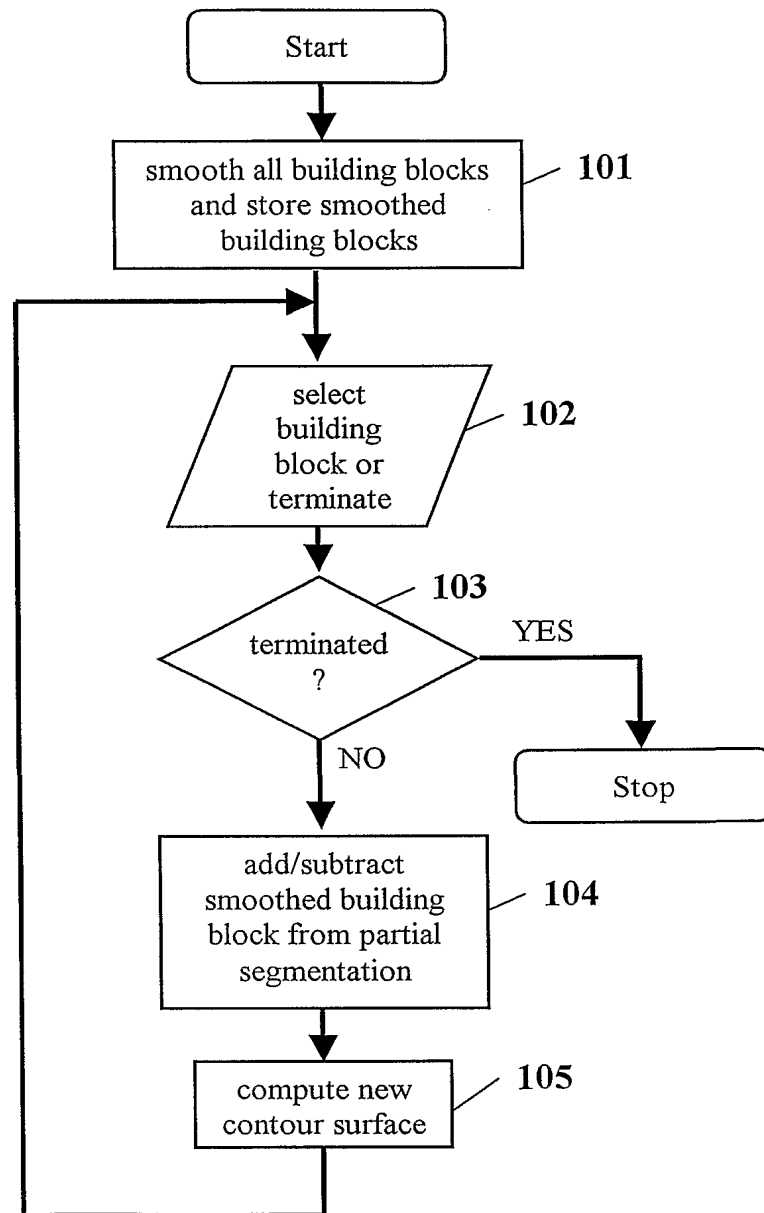 Start
smooth all building blocks
and store smoothed
building blocks
101
select
building
block or
terminate
102
103
terminated
?
YES
NO
Stop
add/subtract
smoothed building
block from partial
segmentation
104
compute new
contour surface
105